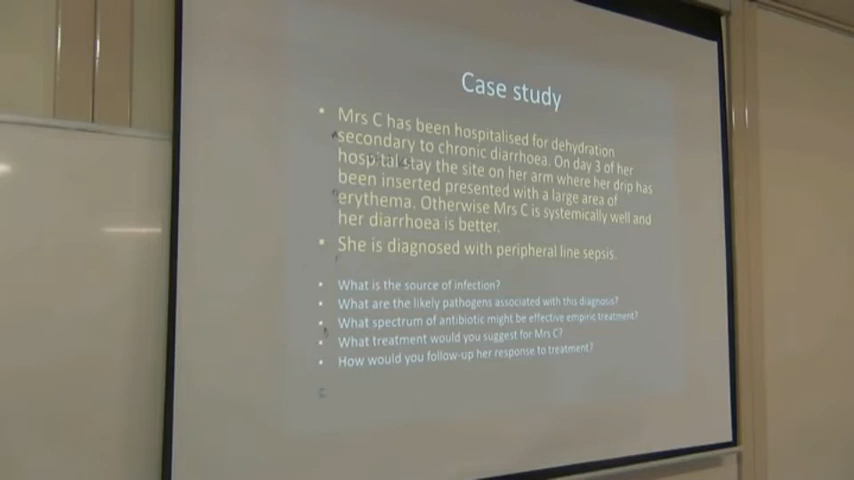 Case study
• Mrs C has been hospitalised for dehydration
secondary to chronic diarrhoea. On day 3 of her
hospital stay the site on her arm where her drip has
been inserted presented with a large area of
erythema. Otherwise Mrs C is systemically well and
her diarrhoea is better.
• She is diagnosed with peripheral line sepsis.
• What is the source of infection?
• What are the likely pathogens associated with this diagnosis?
• What spectrum of antibiotic might be effective empiric treatment?
• What treatment would you suggest for Mrs C?
• How would you follow-up her response to treatment?